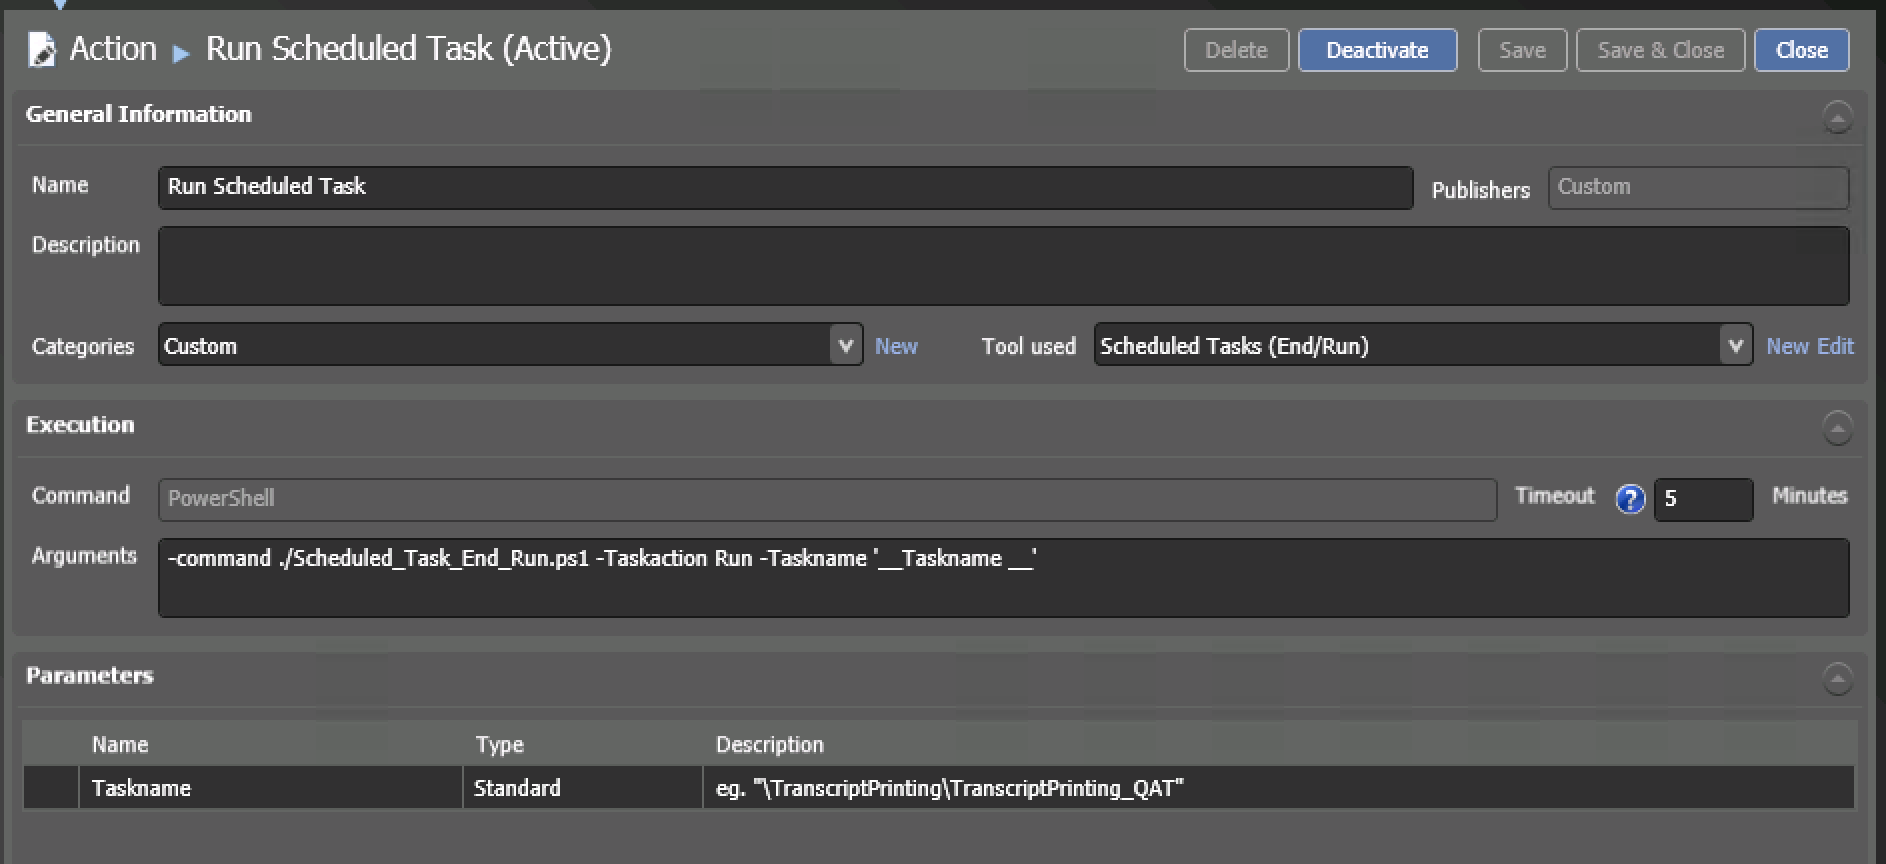 Action ▶ Run Scheduled Task (Active) Delete Deactivate Save Save & Close Close
General Information
Name Run Scheduled Task Publishers Custom
Description
Categories Custom New Tool used Scheduled Tasks (End/Run) New Edit
Execution
Command PowerShell Timeout ? 5 Minutes
Arguments -command ./Scheduled_Task_End_Run.ps1 -Taskaction Run -Taskname '__Taskname __'
Parameters
Name Type Description
Taskname Standard eg. "\TranscriptPrinting\TranscriptPrinting_QAT"